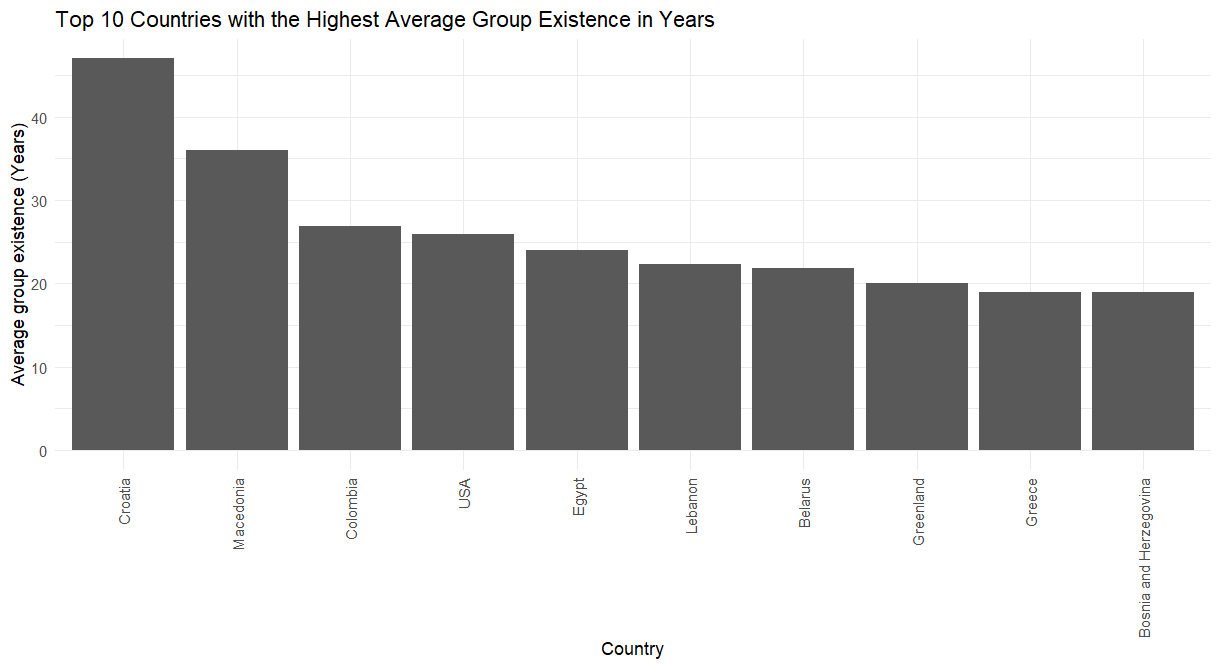 Top 10 Countries with the Highest Average Group Existence in Years
Average group existence (Years)
40
30
20
10
0
Croatia
Macedonia
Colombia
USA
Egypt
Lebanon
Belarus
Greenland
Greece
Bosnia and Herzegovina
Country